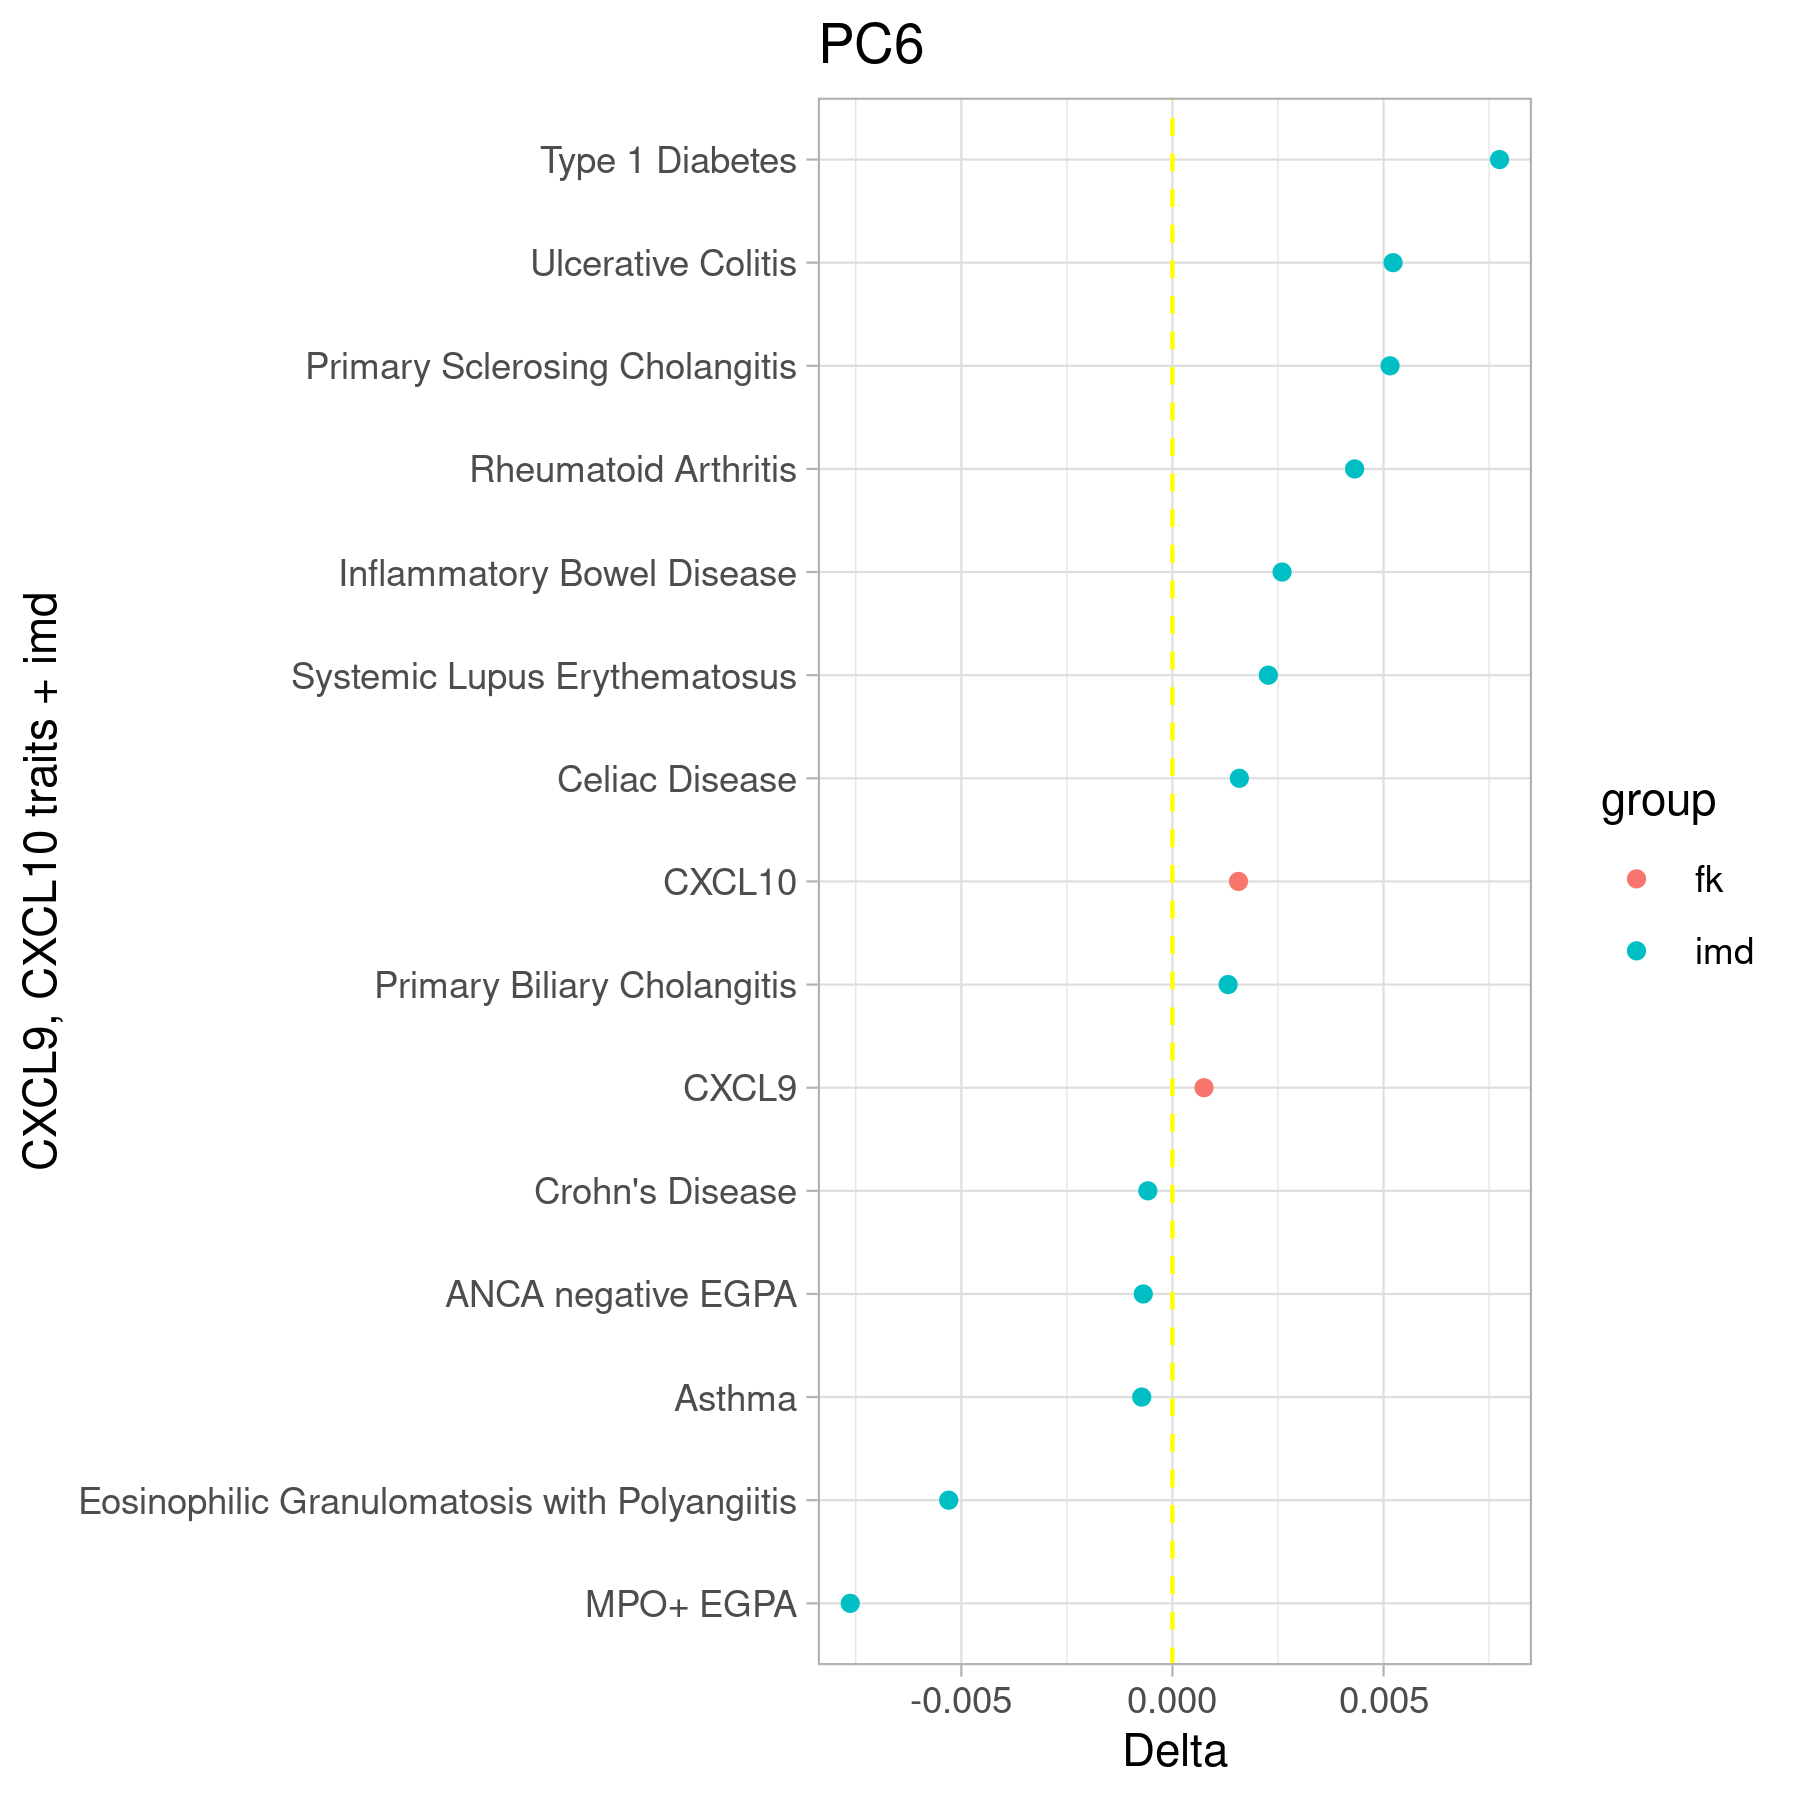 PC6
Type 1 Diabetes
Ulcerative Colitis
Primary Sclerosing Cholangitis
Rheumatoid Arthritis
Inflammatory Bowel Disease
Systemic Lupus Erythematosus
Celiac Disease
CXCL10
Primary Biliary Cholangitis
CXCL9
Crohn's Disease
ANCA negative EGPA
Asthma
Eosinophilic Granulomatosis with Polyangiitis
MPO+ EGPA
CXCL9, CXCL10 traits + imd
-0.005 0.000 0.005
Delta
group
fk
imd